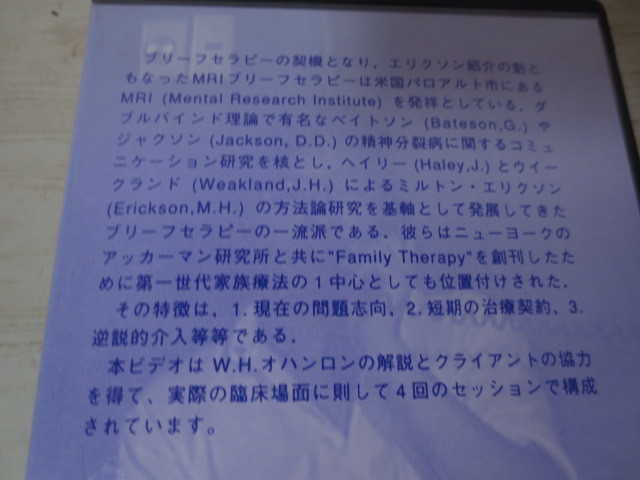 ブリーフセラピーの契機となり，エリクソン紹介の魁と
もなったMRIブリーフセラピーは米国パロアルト市にある
MRI (Mental Research Institute) を発祥としている．ダ
ブルバインド理論で有名なベイトソン (Bateson,G.) や
ジャクソン (Jackson, D.D.) の精神分裂病に関するコミュ
ニケーション研究を核とし，ヘイリー (Haley,J.) とウイー
クランド (Weakland,J.H.) によるミルトン・エリクソン
(Erickson,M.H.) の方法論研究を基軸として発展してきた
ブリーフセラピーの一流派である．彼らはニューヨークの
アッカーマン研究所と共に"Family Therapy"を創刊したた
めに第一世代家族療法の１中心としても位置付けされた．
その特徴は，1. 現在の問題志向、2. 短期の治療契約、3.
逆説的介入等等である．
本ビデオは W.H.オハンロンの解説とクライアントの協力
を得て、実際の臨床場面に則して４回のセッションで構成
されています。